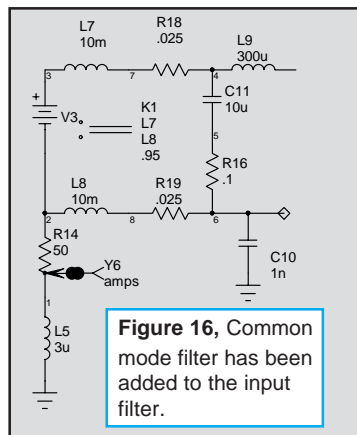 L7
10m
R18
.025
L9
300u
3
7
4
+
V3
K1
L7
L8
.95
C11
10u
5
R16
.1
L8
10m
R19
.025
2
8
6
R14
50
Y6
amps
C10
1n
1
L5
3u
Figure 16, Common
mode filter has been
added to the input
filter.